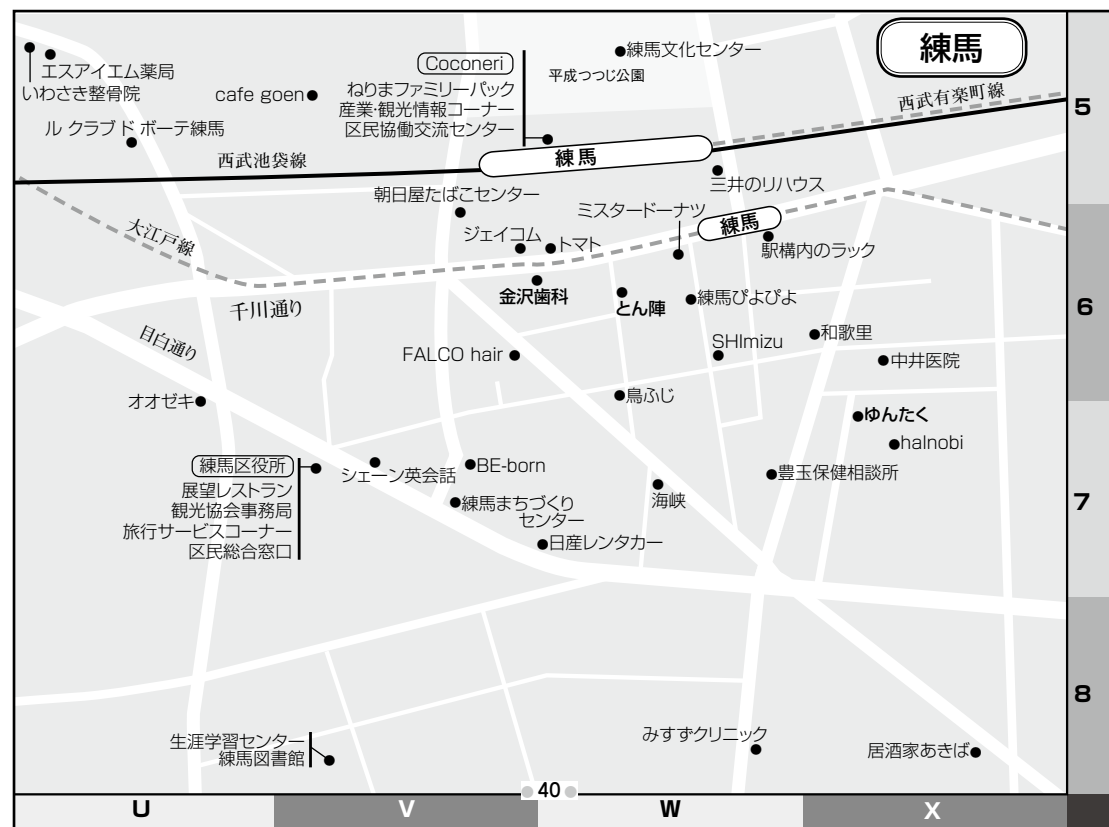 練馬
エスアイエム薬局
いわさき整骨院
cafe goen
ル クラブ ド ボーテ練馬
Coconeri
ねりまファミリーパック
産業・観光情報コーナー
区民協働交流センター
練馬文化センター
平成つつじ公園
西武有楽町線
西武池袋線
練馬
三井のリハウス
朝日屋たばこセンター
ミスタードーナツ
練馬
ジェイコム
トマト
駅構内のラック
大江戸線
千川通り
金沢歯科
とん陣
練馬ぴよぴよ
目白通り
FALCO hair
SHImizu
和歌里
中井医院
オオゼキ
鳥ふじ
ゆんたく
halnobi
練馬区役所
展望レストラン
観光協会事務局
旅行サービスコーナー
区民総合窓口
シェーン英会話
BE-born
練馬まちづくり
センター
海峡
豊玉保健相談所
日産レンタカー
生涯学習センター
練馬図書館
みすずクリニック
居酒家あきば
5
6
7
8
40
U
V
W
X